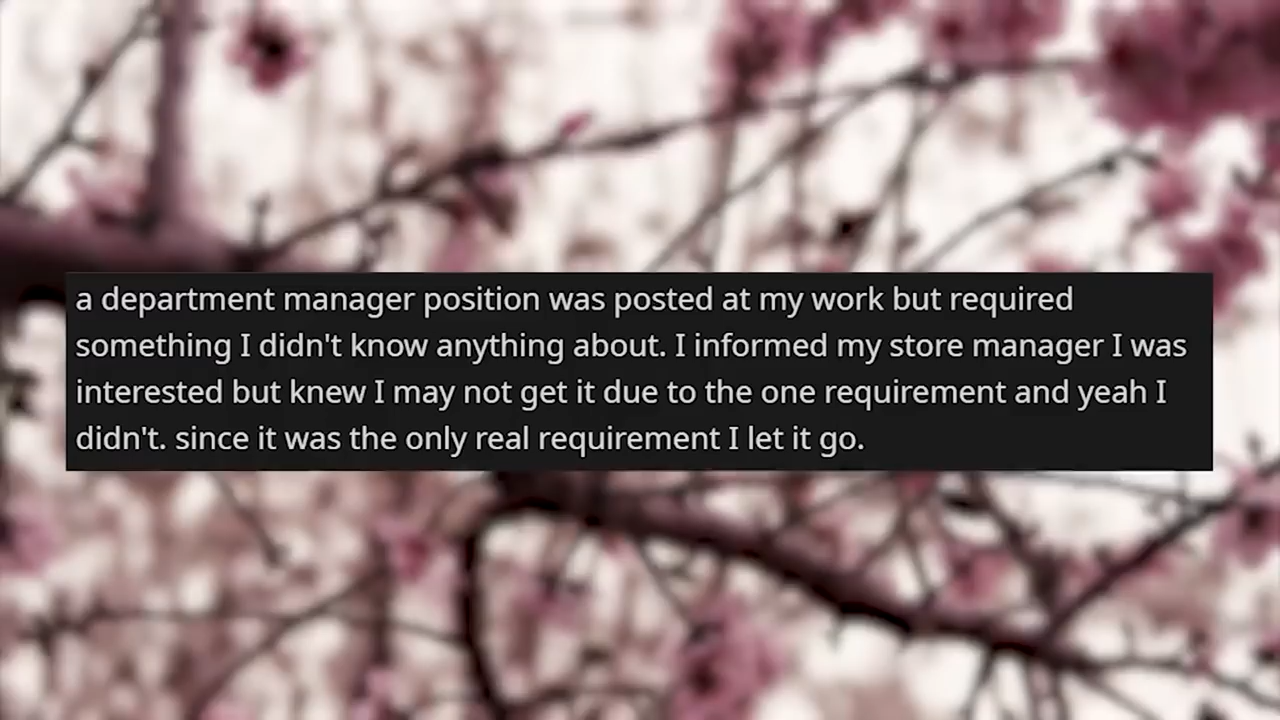 a department manager position was posted at my work but required
something I didn't know anything about. I informed my store manager I was
interested but knew I may not get it due to the one requirement and yeah I
didn't. since it was the only real requirement I let it go.